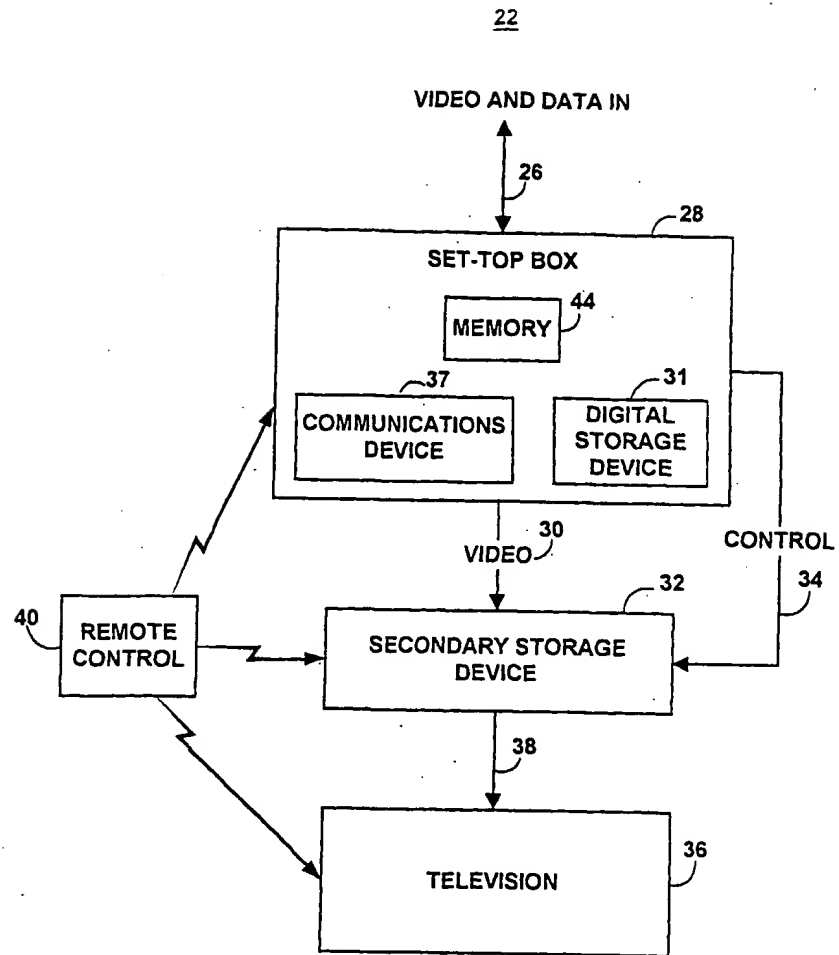 22
VIDEO AND DATA IN
26
28
SET-TOP BOX
44
MEMORY
37
31
COMMUNICATIONS
DEVICE
DIGITAL
STORAGE
DEVICE
VIDEO
30
CONTROL
34
32
40
REMOTE
CONTROL
SECONDARY STORAGE
DEVICE
38
36
TELEVISION